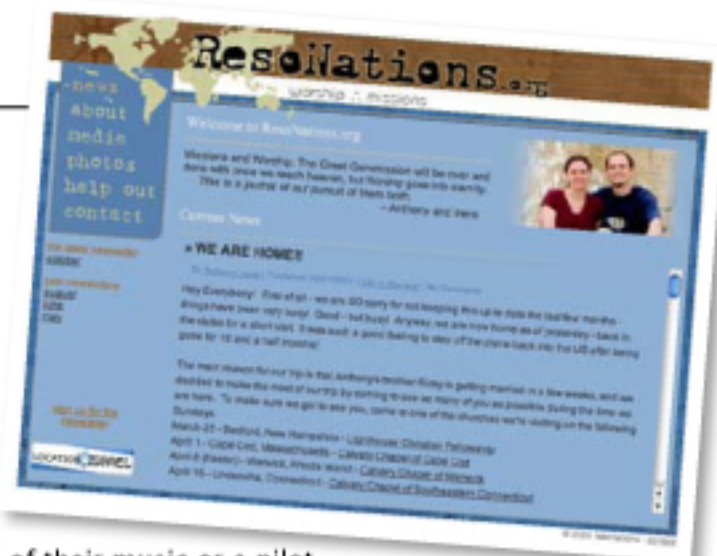 ResoNations.org
worship :. missions
news
about
media
photos
help out
contact
Welcome to ResoNations.org
Missions and Worship: The Great Commission will be over and
done with once we reach heaven, but Worship goes into eternity.
This is a journal of our pursuit of them both.
- Anthony and Irene
Current News
WE ARE HOME!!
Hey Everybody! First of all - we are SO sorry for not keeping this up to date the last few months -
things have been very busy! Good - but busy! Anyway, we are now home as of yesterday - back in
the states for a short visit. It was such a good feeling to step off the plane back into the US after being
gone for 16 and a half months!
The main reason for our trip is that Anthony's brother is getting married in a few weeks, and we
decided to make the most of our trip by coming to see as many of you as possible during the time we
are here. To make sure we get to see you, come to one of the churches we're visiting on the following
Sundays:
March 25 - Bedford, New Hampshire - Lighthouse Christian Fellowship
April 1 - Cape Cod, Massachusetts - Calvary Chapel of Cape Cod
April 8 (Easter) - Warwick, Rhode Island - Calvary Chapel of Warwick
April 15 - Uncasville, Connecticut - Calvary Chapel of Southeastern Connecticut
sign up for the
newsletter
LOCATION
of their music or a pilot